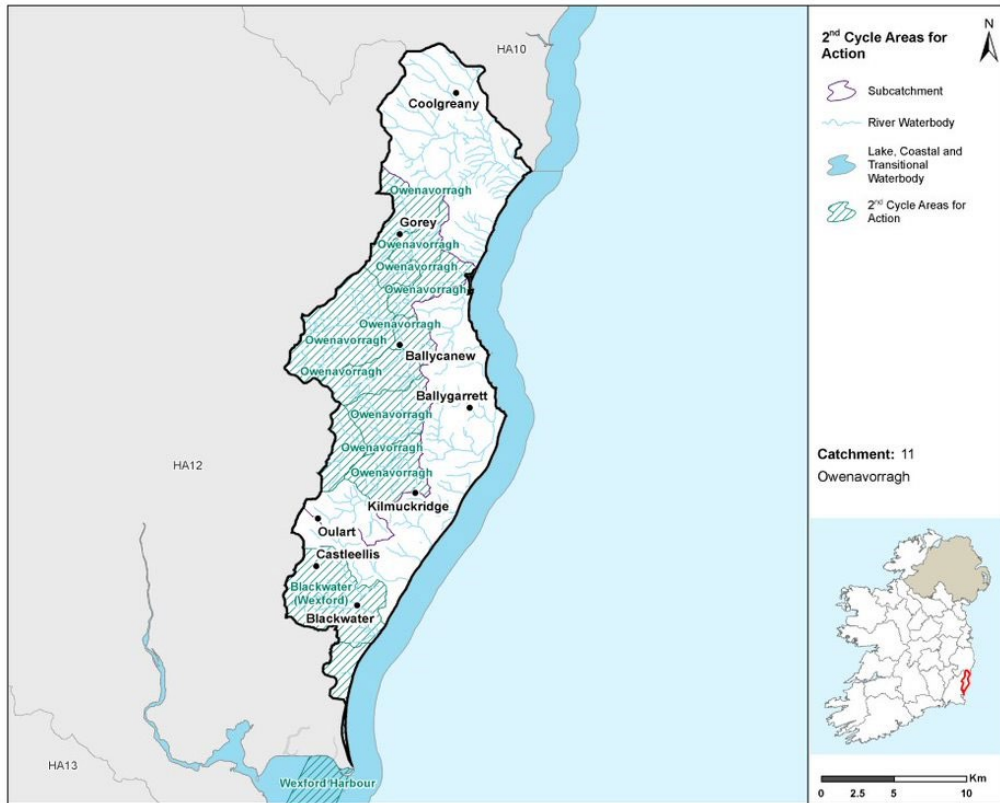 HA10
Coolgreany
Owenavorragh
Gorey
Owenavorragh
Owenavorragh
Owenavorragh
Owenavorragh
Owenavorragh
Ballycanew
Owenavorragh
Ballygarrett
Owenavorragh
Owenavorragh
HA12
Owenavorragh
Kilmuckridge
Oulart
Castleellis
Blackwater
(Wexford)
Blackwater
HA13
Wexford Harbour
2nd Cycle Areas for
Action
N
Subcatchment
River Waterbody
Lake, Coastal and
Transitional
Waterbody
2nd Cycle Areas for
Action
Catchment: 11
Owenavorragh
Km
0 2.5 5 10